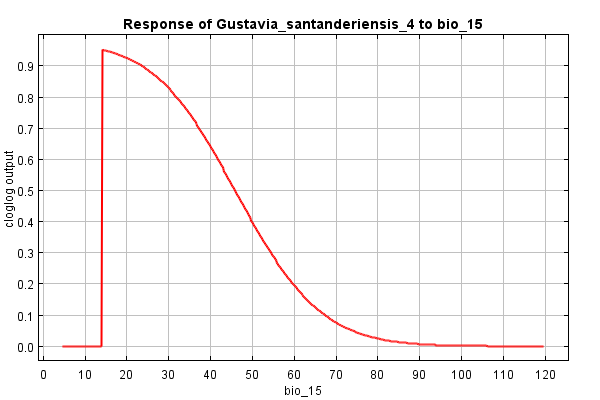 Response of Gustavia_santanderiensis_4 to bio_15
cloglog output
0.9
0.8
0.7
0.6
0.5
0.4
0.3
0.2
0.1
0.0
0 10 20 30 40 50 60 70 80 90 100 110 120
bio_15